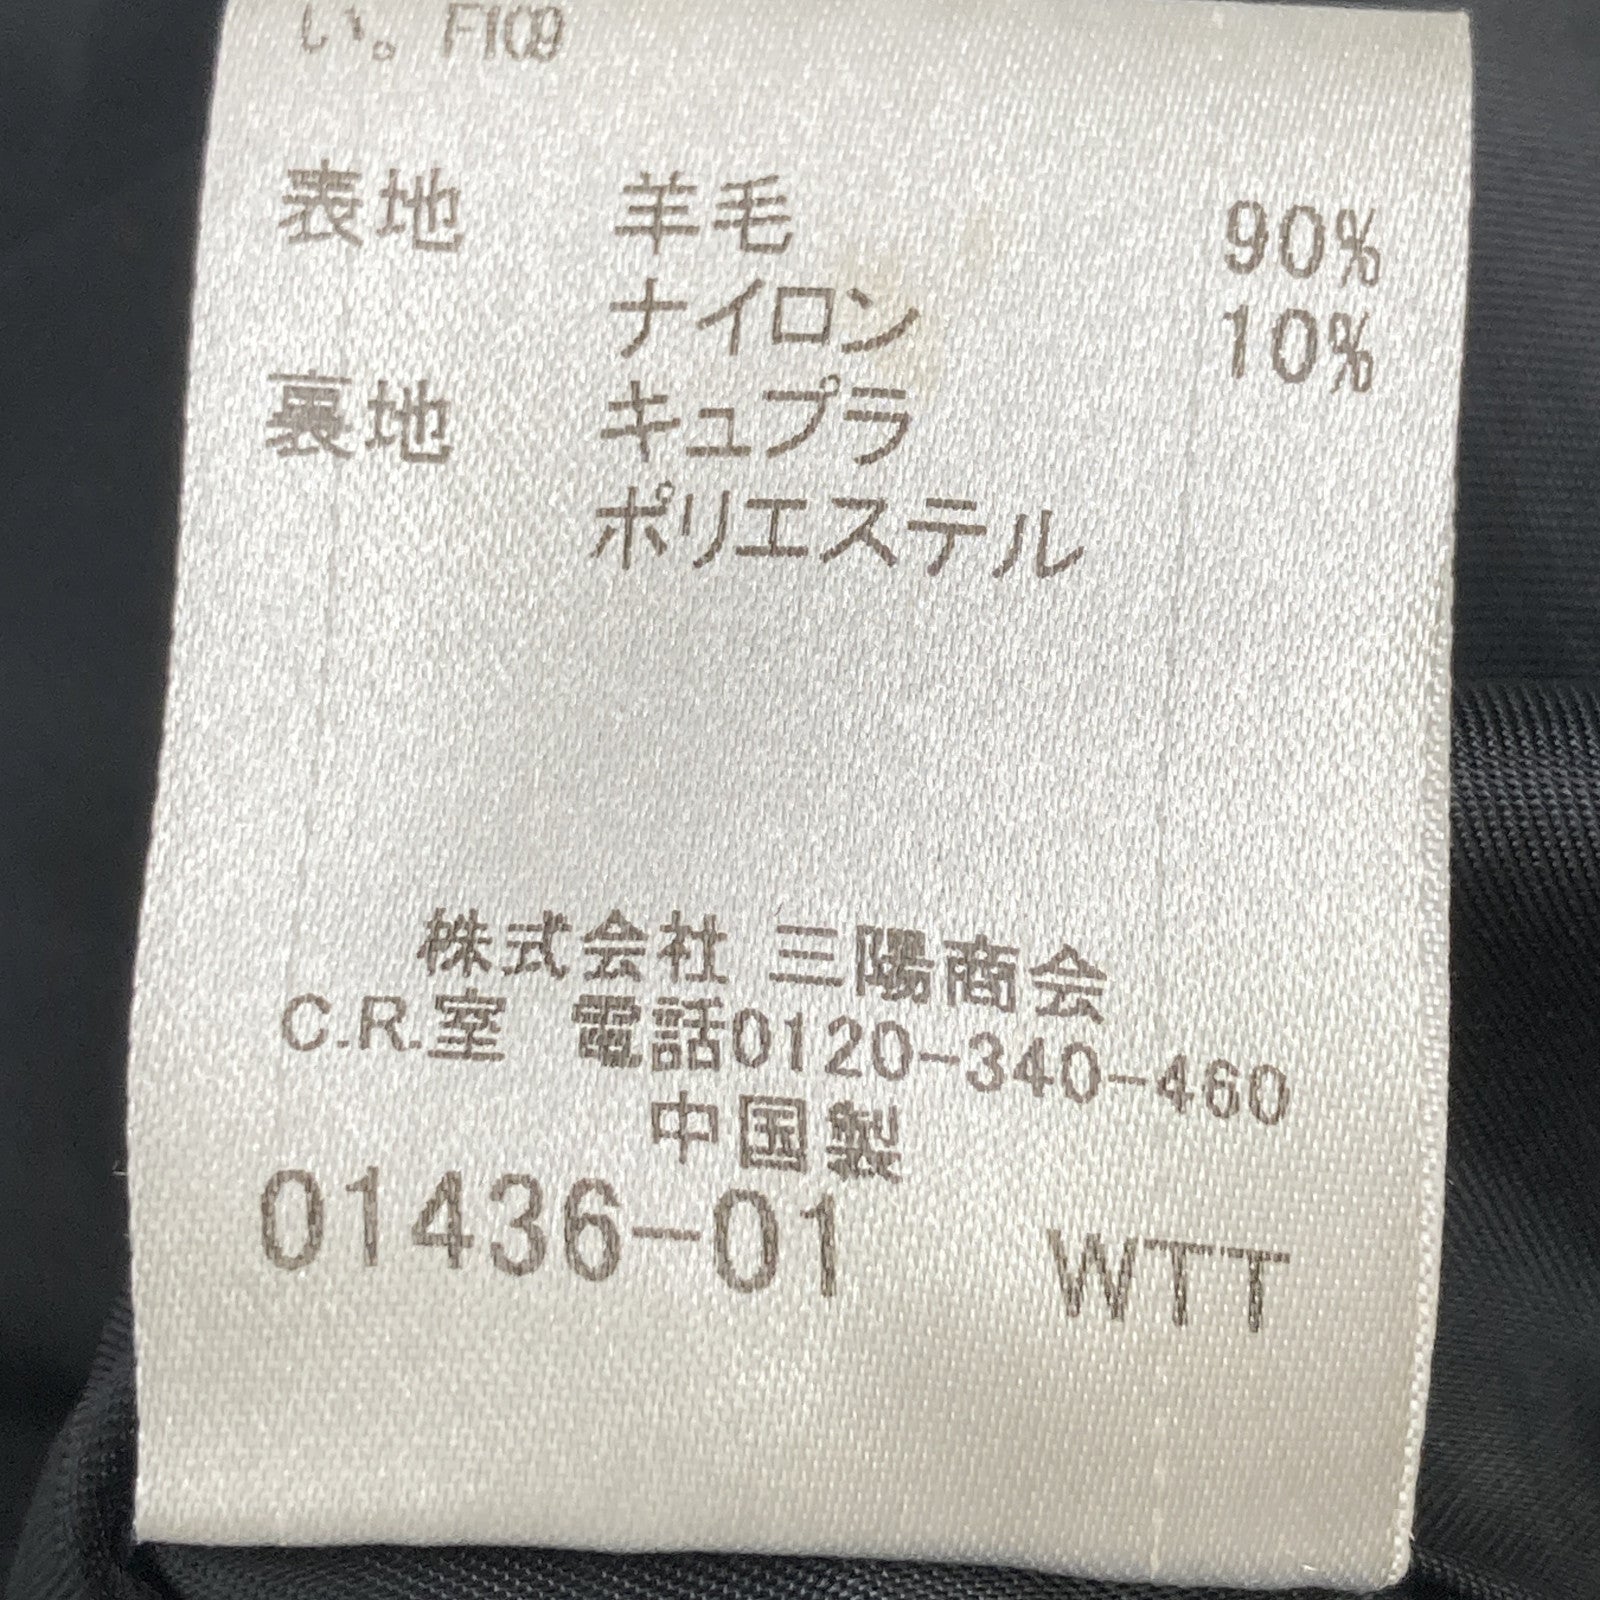 い。F109
表地 羊毛 90%
ナイロン 10%
裏地 キュプラ
ポリエステル
株式会社 三陽商会
C.R.室 電話0120-340-460
中国製
01436-01 WTT